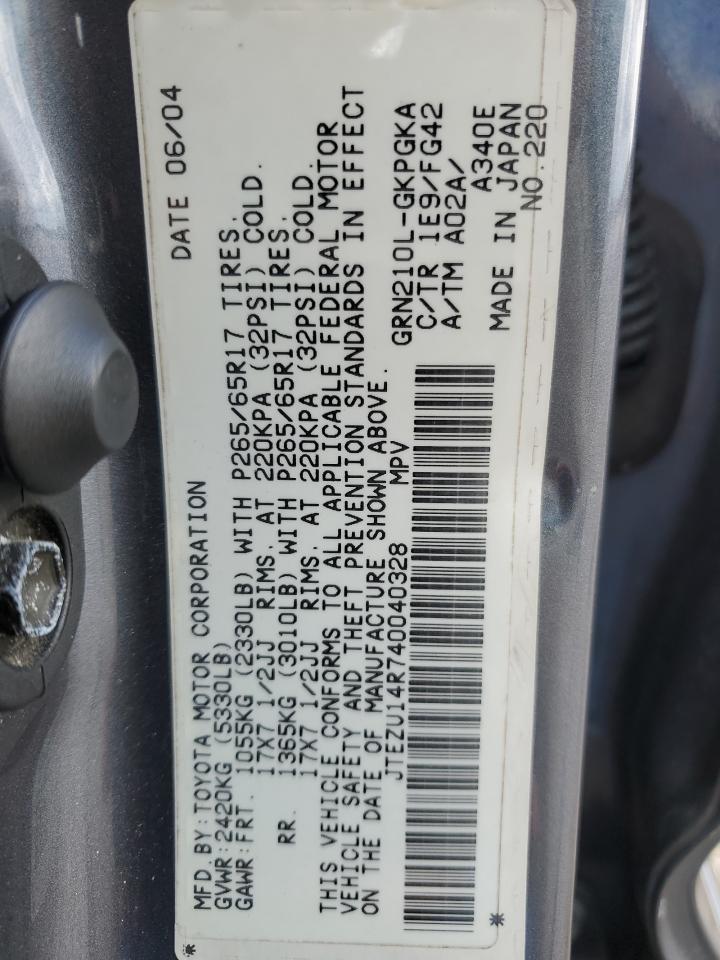 MFD. BY: TOYOTA MOTOR CORPORATION DATE 06/04
GVWR: 2420KG (5330LB)
GAWR: FRT. 1055KG (2330LB) WITH P265/65R17 TIRES.
17X7 1/2JJ RIMS. AT 220KPA (32PSI) COLD.
RR. 1365KG (3010LB) WITH P265/65R17 TIRES.
17X7 1/2JJ RIMS. AT 220KPA (32PSI) COLD.
THIS VEHICLE CONFORMS TO ALL APPLICABLE FEDERAL MOTOR
VEHICLE SAFETY AND THEFT PREVENTION STANDARDS IN EFFECT
ON THE DATE OF MANUFACTURE SHOWN ABOVE.
JTEZU14R740040328 MPV GRN210L-GKPGKA
C/TR 1E9/FG42
A/TM A02A/ A340E
MADE IN JAPAN
NO.220